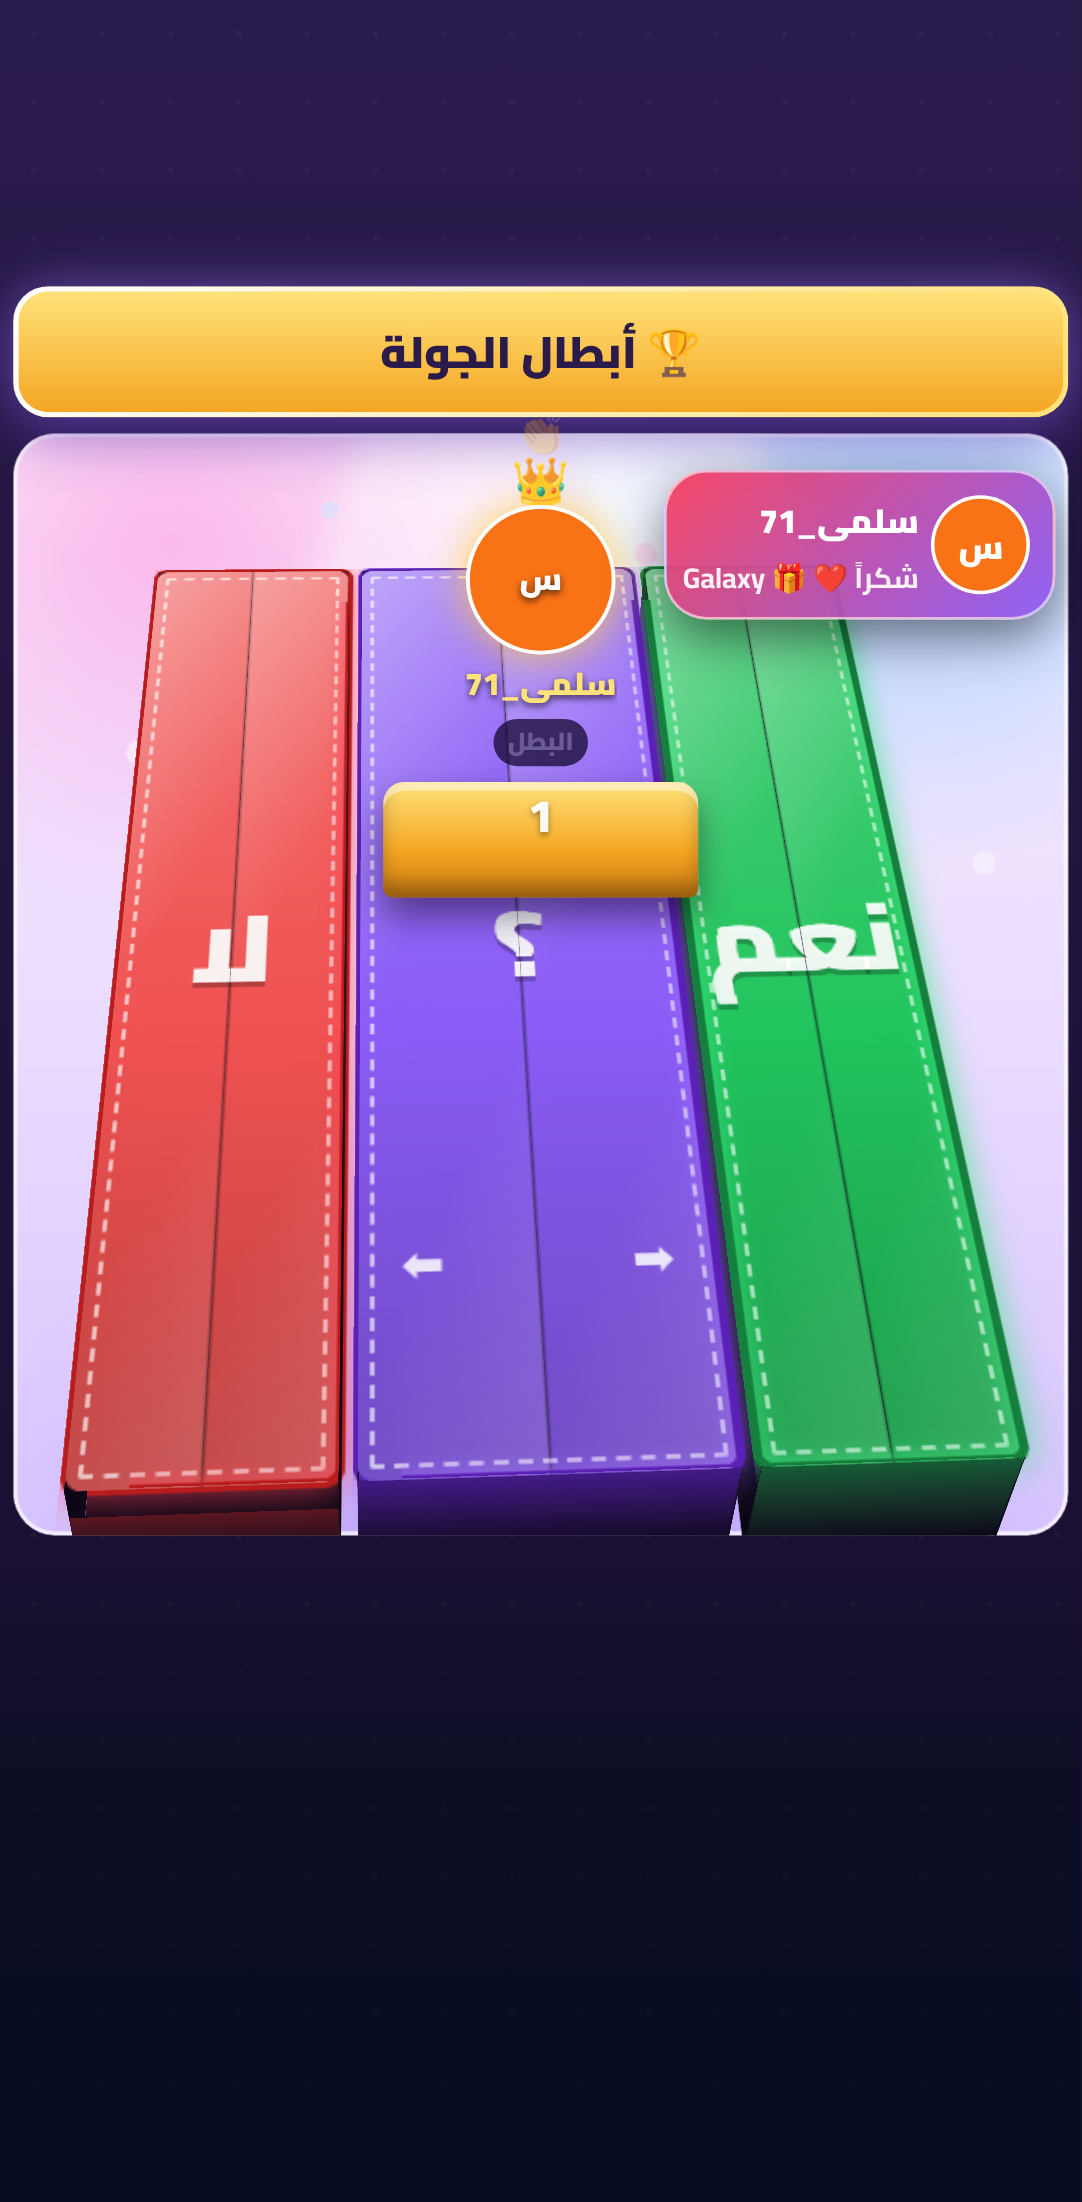 🏆 أبطال الجولة
👏
👑
س
سلمى_71
شكراً ❤️ 🎁 Galaxy
س
سلمى_71
البطل
1
نعم
؟
لا
⬅ ➡